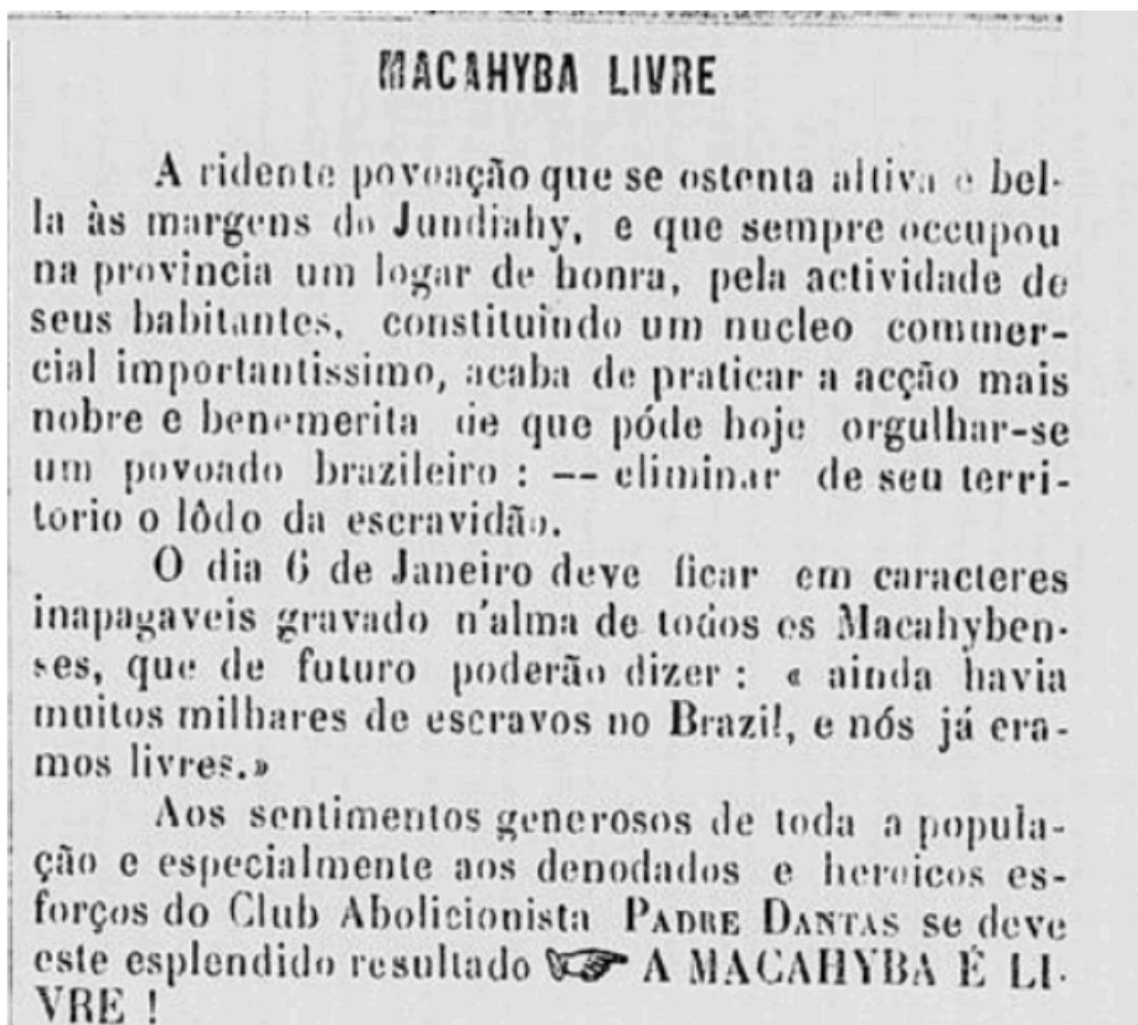 MACAHYBA LIVRE
A ridente povoação que se ostenta altiva e bel-
la às margens do Jundiahy, e que sempre occupou
na provincia um logar de honra, pela actividade de
seus habitantes, constituindo um nucleo commer-
cial importantissimo, acaba de praticar a acção mais
nobre e benemerita de que póde hoje orgulhar-se
um povoado brazileiro : — eliminar de seu terri-
torio o lôdo da escravidão.
O dia 6 de Janeiro deve ficar em caracteres
inapagaveis gravado n'alma de todos os Macahyben-
ses, que de futuro poderão dizer : « ainda havia
muitos milhares de escravos no Brazil, e nós já era-
mos livres.»
Aos sentimentos generosos de toda a popula-
ção e especialmente aos denodados e heroicos es-
forços do Club Abolicionista PADRE DANTAS se deve
este esplendido resultado ☞ A MACAHYBA É LI-
VRE !